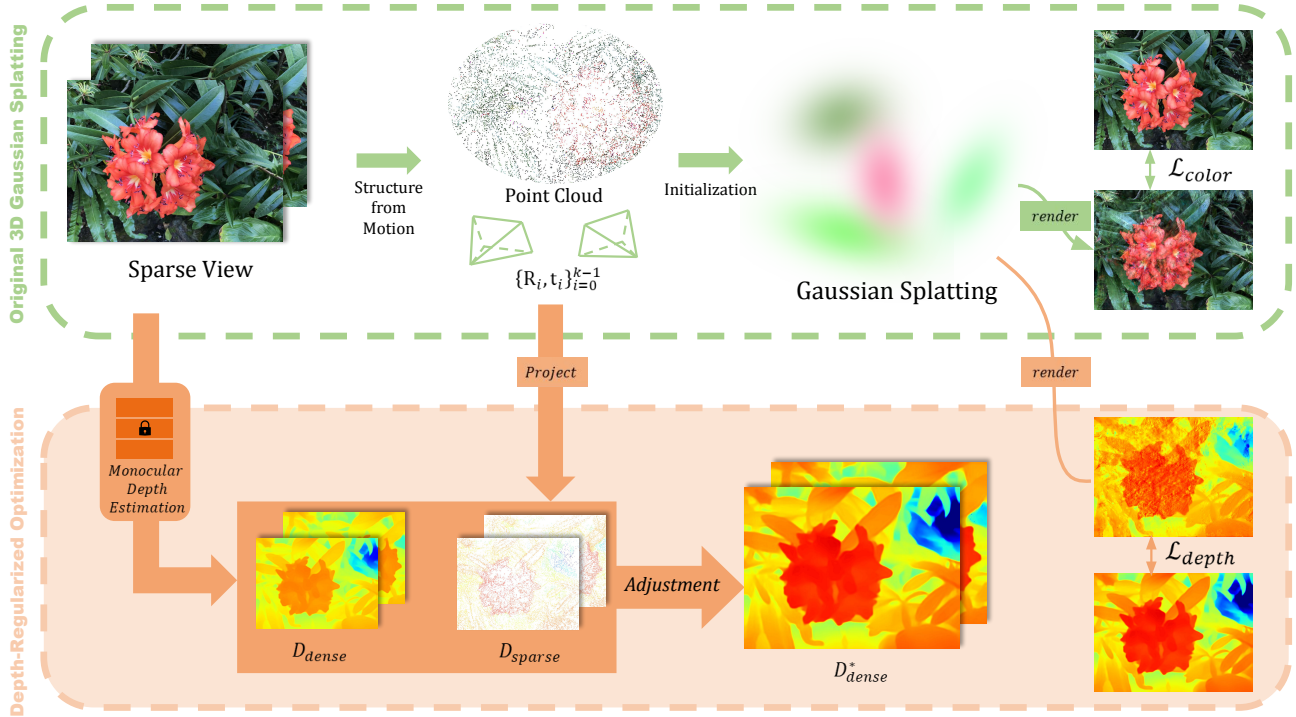 Original 3D Gaussian Splatting
Sparse View
Structure
from
Motion
Point Cloud
{R_i, t_i}_{i=0}^{k-1}
Initialization
Gaussian Splatting
render
ℒ_color
Project
render
Depth-Regularized Optimization
Monocular
Depth
Estimation
D_dense
D_sparse
Adjustment
D*_dense
ℒ_depth